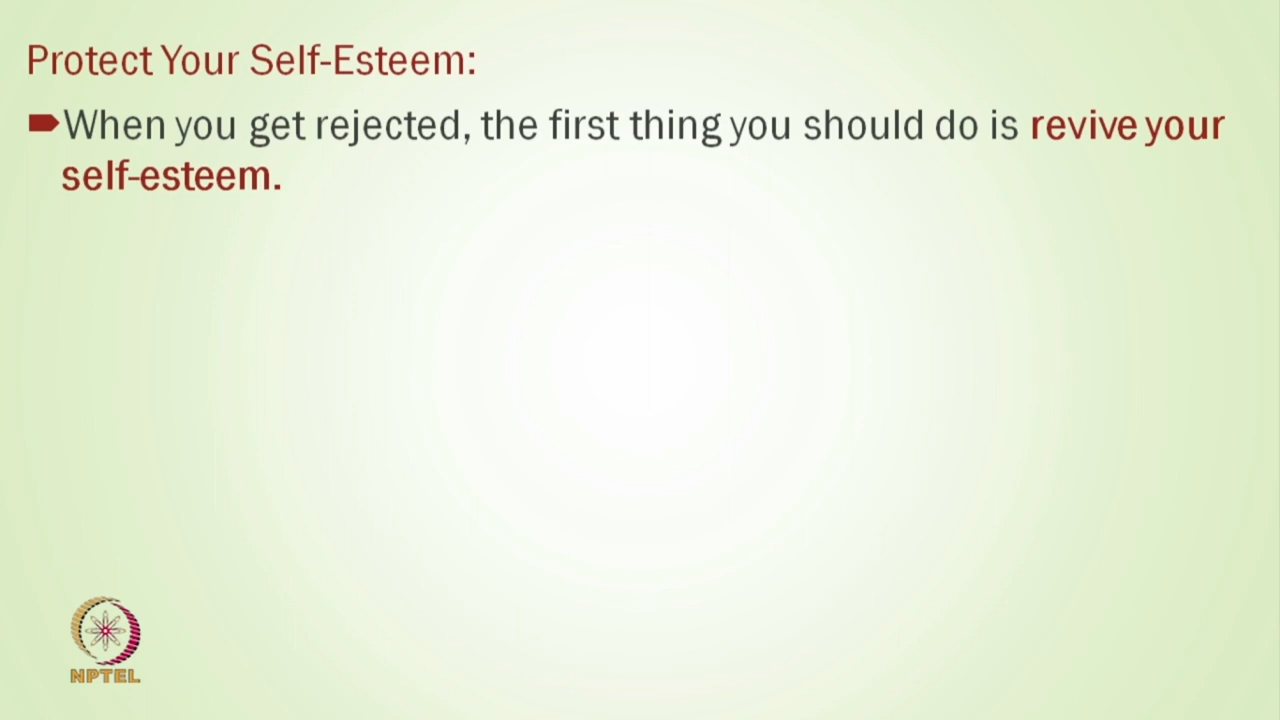 Protect Your Self-Esteem:
When you get rejected, the first thing you should do is revive your
self-esteem.
NPTEL